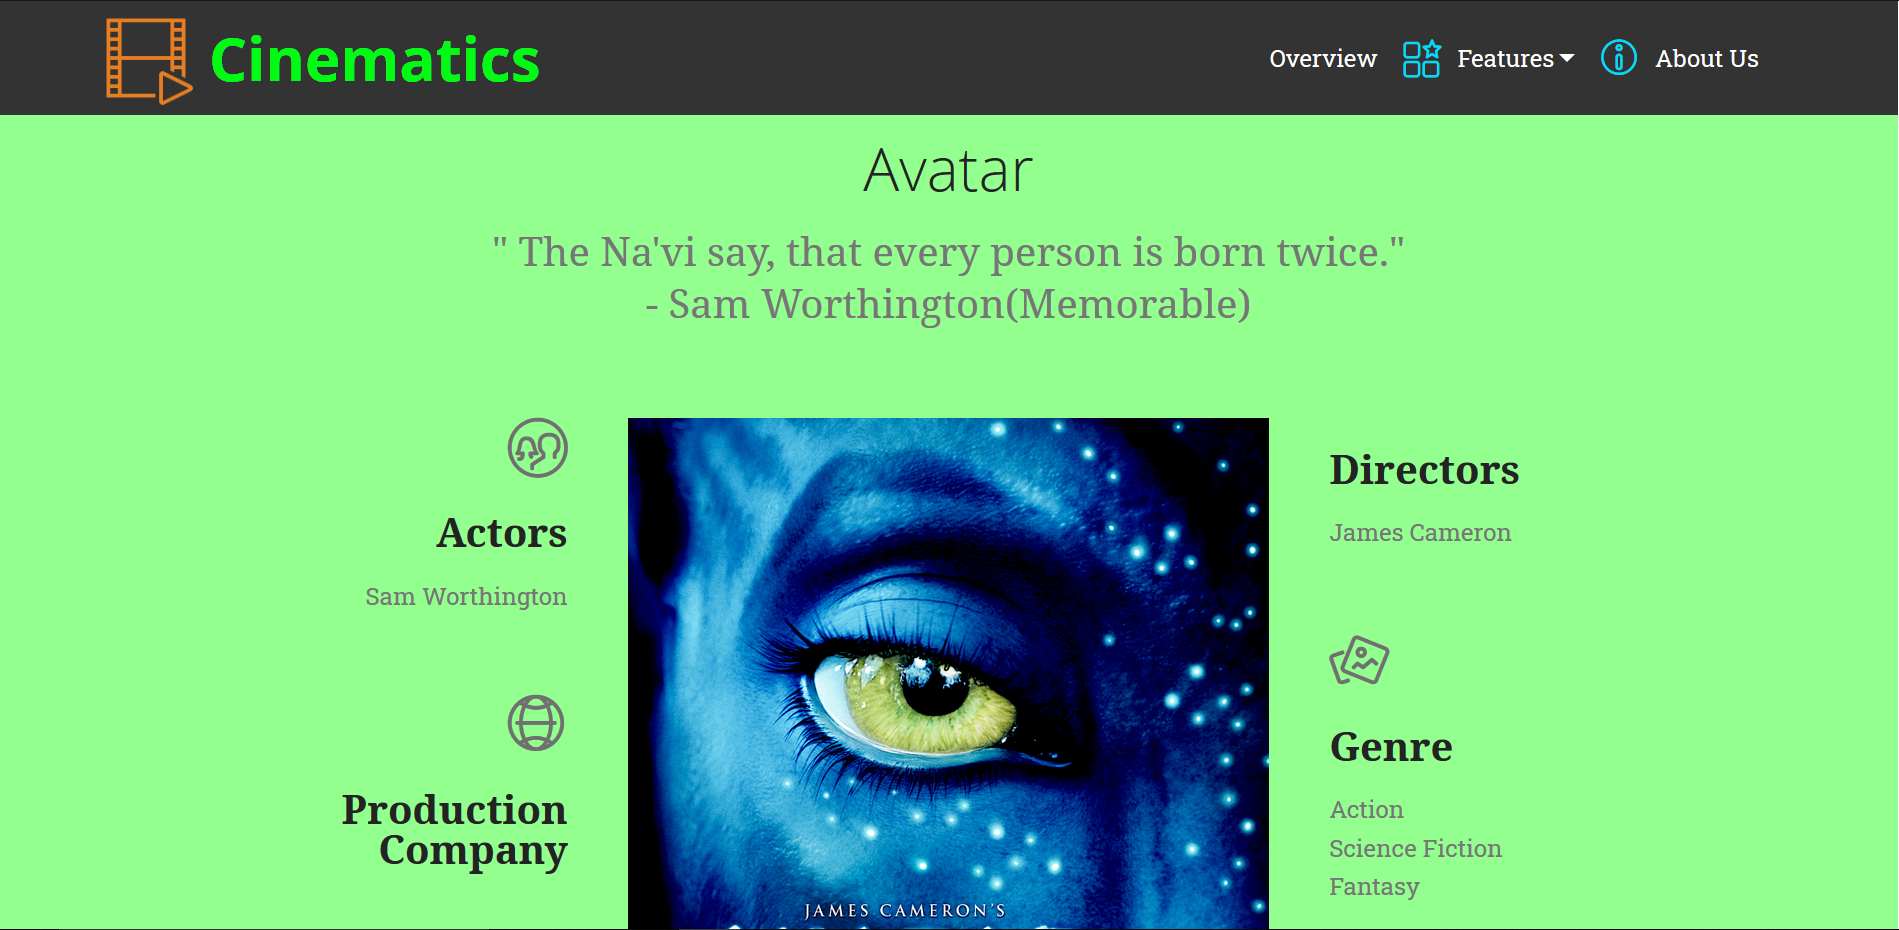 Cinematics
Overview
Features
About Us
Avatar
" The Na'vi say, that every person is born twice."
- Sam Worthington(Memorable)
Actors
Sam Worthington
Production
Company
JAMES CAMERON'S
Directors
James Cameron
Genre
Action
Science Fiction
Fantasy